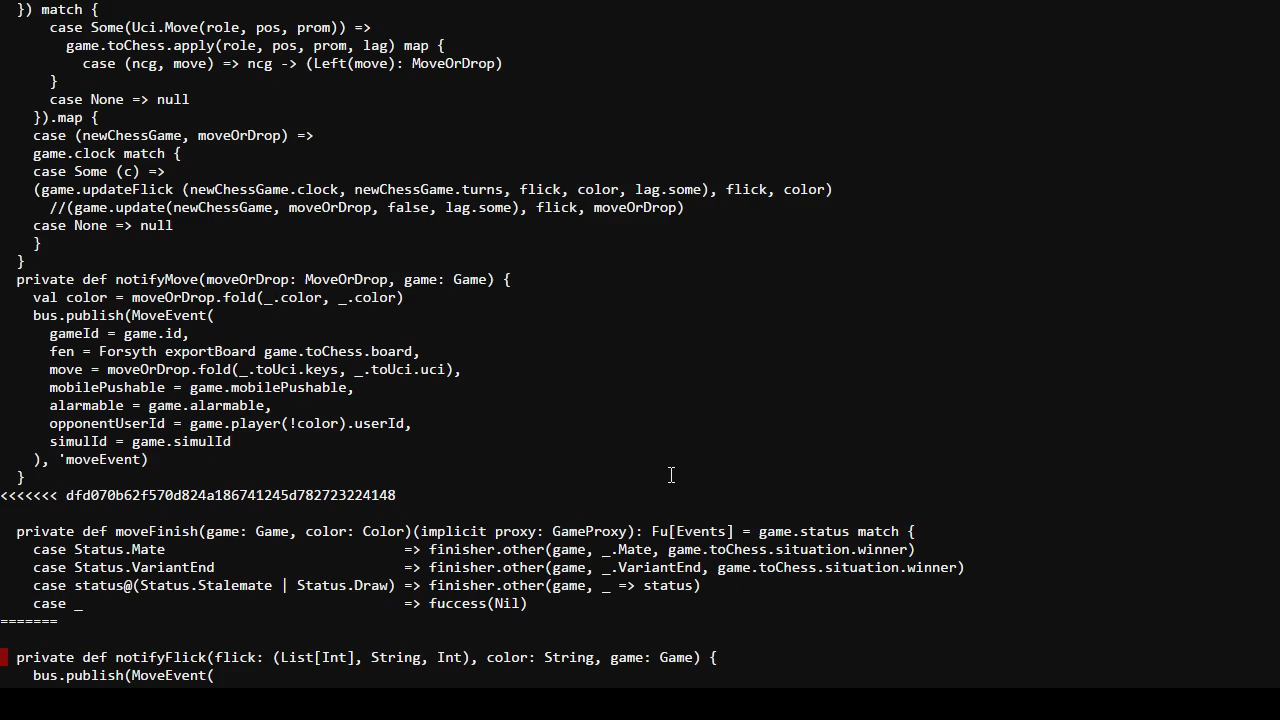 }) match {
case Some(Uci.Move(role, pos, prom)) =>
game.toChess.apply(role, pos, prom, lag) map {
case (ncg, move) => ncg -> (Left(move): MoveOrDrop)
}
case None => null
}).map {
case (newChessGame, moveOrDrop) =>
game.clock match {
case Some (c) =>
(game.updateFlick (newChessGame.clock, newChessGame.turns, flick, color, lag.some), flick, color)
//(game.update(newChessGame, moveOrDrop, false, lag.some), flick, moveOrDrop)
case None => null
}
}
private def notifyMove(moveOrDrop: MoveOrDrop, game: Game) {
val color = moveOrDrop.fold(_.color, _.color)
bus.publish(MoveEvent(
gameId = game.id,
fen = Forsyth exportBoard game.toChess.board,
move = moveOrDrop.fold(_.toUci.keys, _.toUci.uci),
mobilePushable = game.mobilePushable,
alarmable = game.alarmable,
opponentUserId = game.player(!color).userId,
simulId = game.simulId
), 'moveEvent)
}
<<<<<<< dfd070b62f570d824a186741245d782723224148
private def moveFinish(game: Game, color: Color)(implicit proxy: GameProxy): Fu[Events] = game.status match {
case Status.Mate => finisher.other(game, _.Mate, game.toChess.situation.winner)
case Status.VariantEnd => finisher.other(game, _.VariantEnd, game.toChess.situation.winner)
case status@(Status.Stalemate | Status.Draw) => finisher.other(game, _ => status)
case _ => fuccess(Nil)
=======
private def notifyFlick(flick: (List[Int], String, Int), color: String, game: Game) {
bus.publish(MoveEvent(